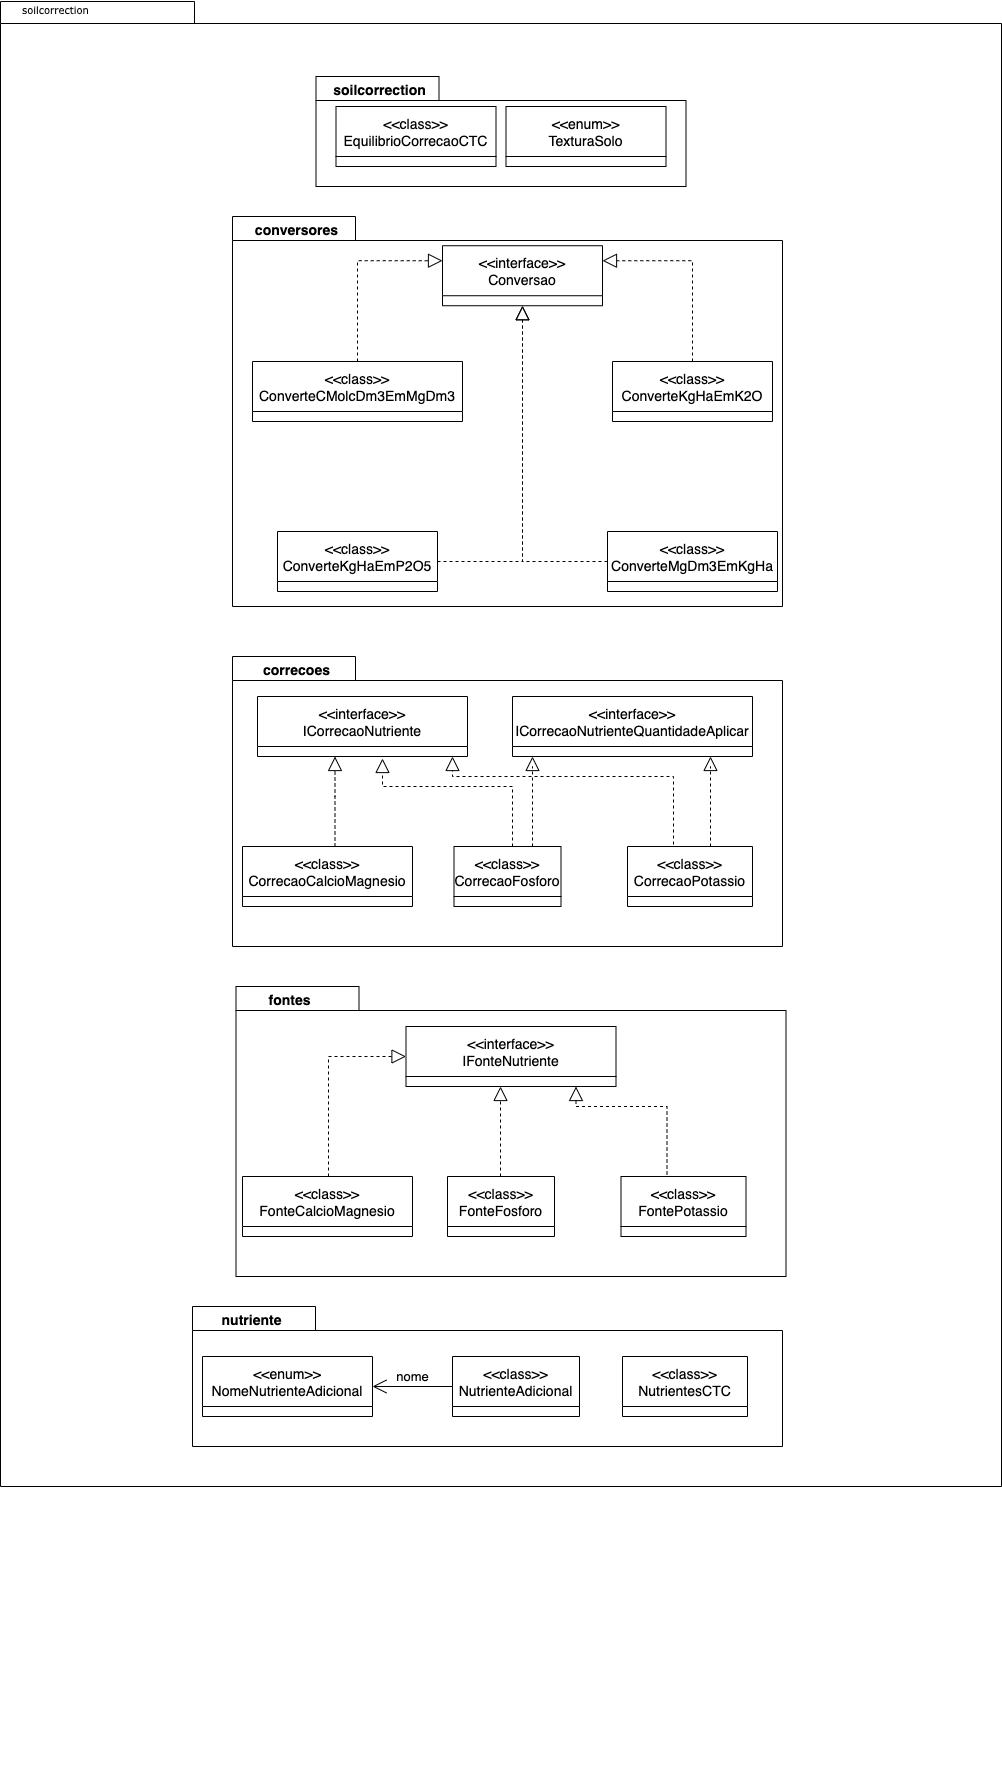 soilcorrection
soilcorrection
<<class>>
EquilibrioCorrecaoCTC
<<enum>>
TexturaSolo
conversores
<<interface>>
Conversao
<<class>>
ConverteCMolcDm3EmMgDm3
<<class>>
ConverteKgHaEmK2O
<<class>>
ConverteKgHaEmP2O5
<<class>>
ConverteMgDm3EmKgHa
correcoes
<<interface>>
ICorrecaoNutriente
<<interface>>
ICorrecaoNutrienteQuantidadeAplicar
<<class>>
CorrecaoCalcioMagnesio
<<class>>
CorrecaoFosforo
<<class>>
CorrecaoPotassio
fontes
<<interface>>
IFonteNutriente
<<class>>
FonteCalcioMagnesio
<<class>>
FonteFosforo
<<class>>
FontePotassio
nutriente
<<enum>>
NomeNutrienteAdicional
nome
<<class>>
NutrienteAdicional
<<class>>
NutrientesCTC